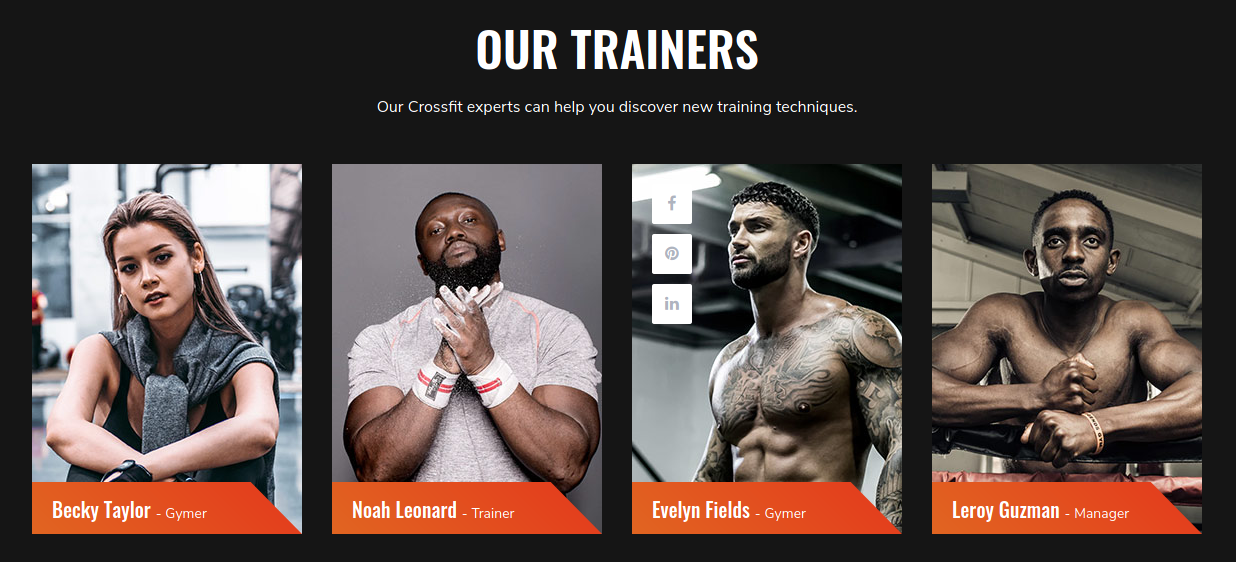 OUR TRAINERS
Our Crossfit experts can help you discover new training techniques.
Becky Taylor - Gymer
Noah Leonard - Trainer
Evelyn Fields - Gymer
Leroy Guzman - Manager